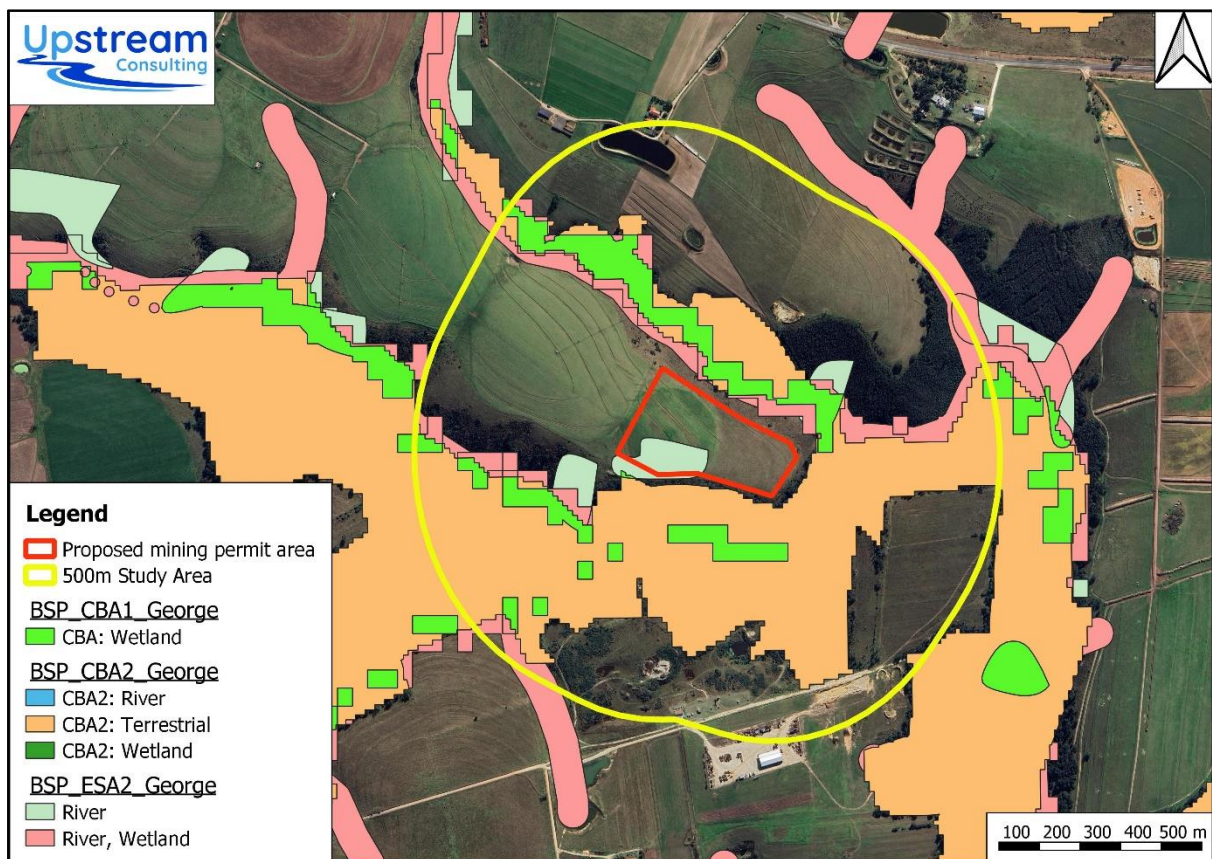 Upstream
Consulting
Legend
Proposed mining permit area
500m Study Area
BSP_CBA1_George
CBA: Wetland
BSP_CBA2_George
CBA2: River
CBA2: Terrestrial
CBA2: Wetland
BSP_ESA2_George
River
River, Wetland
100 200 300 400 500 m